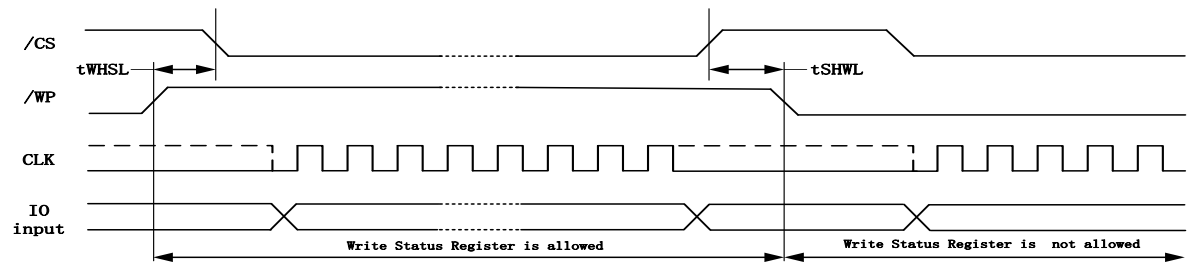 /CS
tWHSL
tSHWL
/WP
CLK
IO
input
Write Status Register is allowed
Write Status Register is not allowed